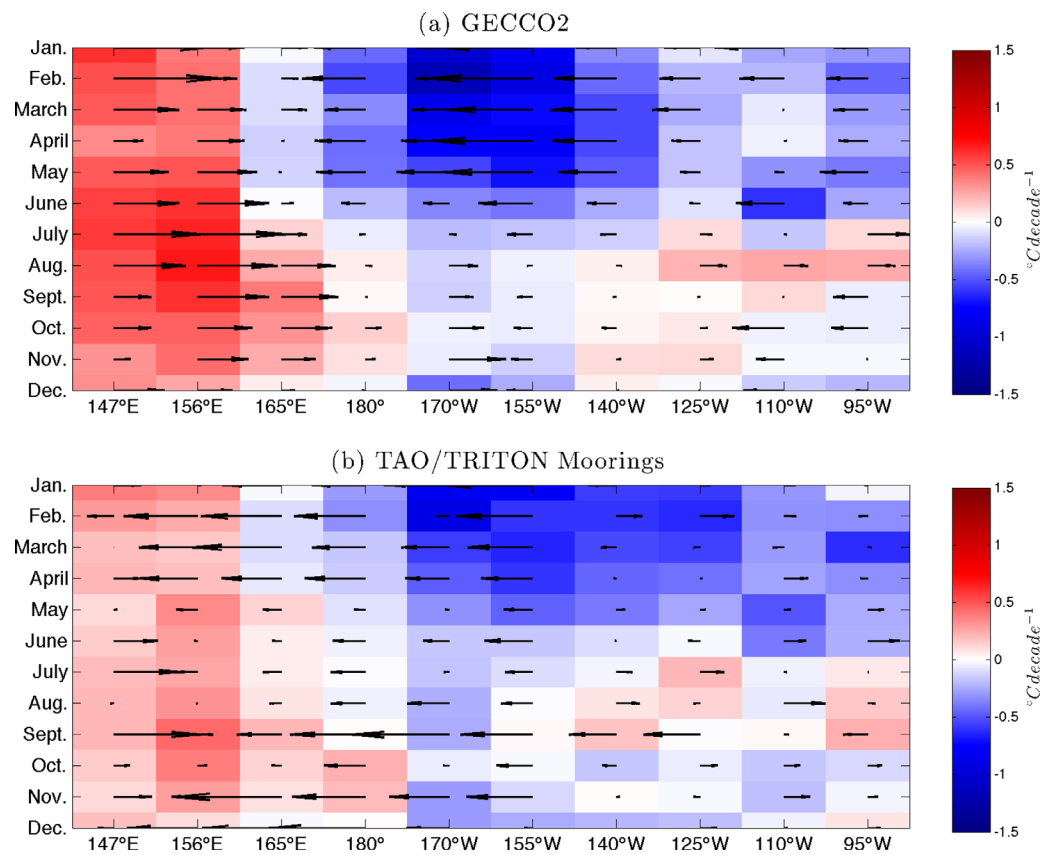 (a) GECCO2
Jan.
Feb.
March
April
May
June
July
Aug.
Sept.
Oct.
Nov.
Dec.
147°E 156°E 165°E 180° 170°W 155°W 140°W 125°W 110°W 95°W
1.5
1
0.5
0
-0.5
-1
-1.5
°C decade⁻¹
(b) TAO/TRITON Moorings
Jan.
Feb.
March
April
May
June
July
Aug.
Sept.
Oct.
Nov.
Dec.
147°E 156°E 165°E 180° 170°W 155°W 140°W 125°W 110°W 95°W
1.5
1
0.5
0
-0.5
-1
-1.5
°C decade⁻¹